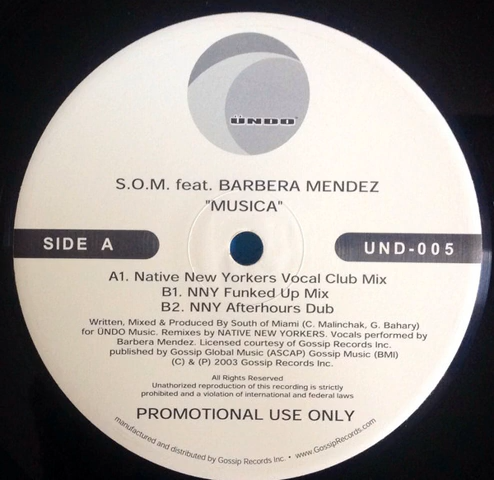 ÜNDO
S.O.M. feat. BARBERA MENDEZ
"MUSICA"
SIDE A
UND-005
A1. Native New Yorkers Vocal Club Mix
B1. NNY Funked Up Mix
B2. NNY Afterhours Dub
Written, Mixed & Produced By South of Miami (C. Malinchak, G. Bahary)
for ÜNDO Music. Remixes by NATIVE NEW YORKERS. Vocals performed by
Barbera Mendez. Licensed courtesy of Gossip Records Inc.
published by Gossip Global Music (ASCAP) Gossip Music (BMI)
(C) & (P) 2003 Gossip Records Inc.
All Rights Reserved
Unathorized reproduction of this recording is strictly
prohibited and a violation of international and federal laws
PROMOTIONAL USE ONLY
manufactured and distributed by Gossip Records Inc. • www.GossipRecords.com